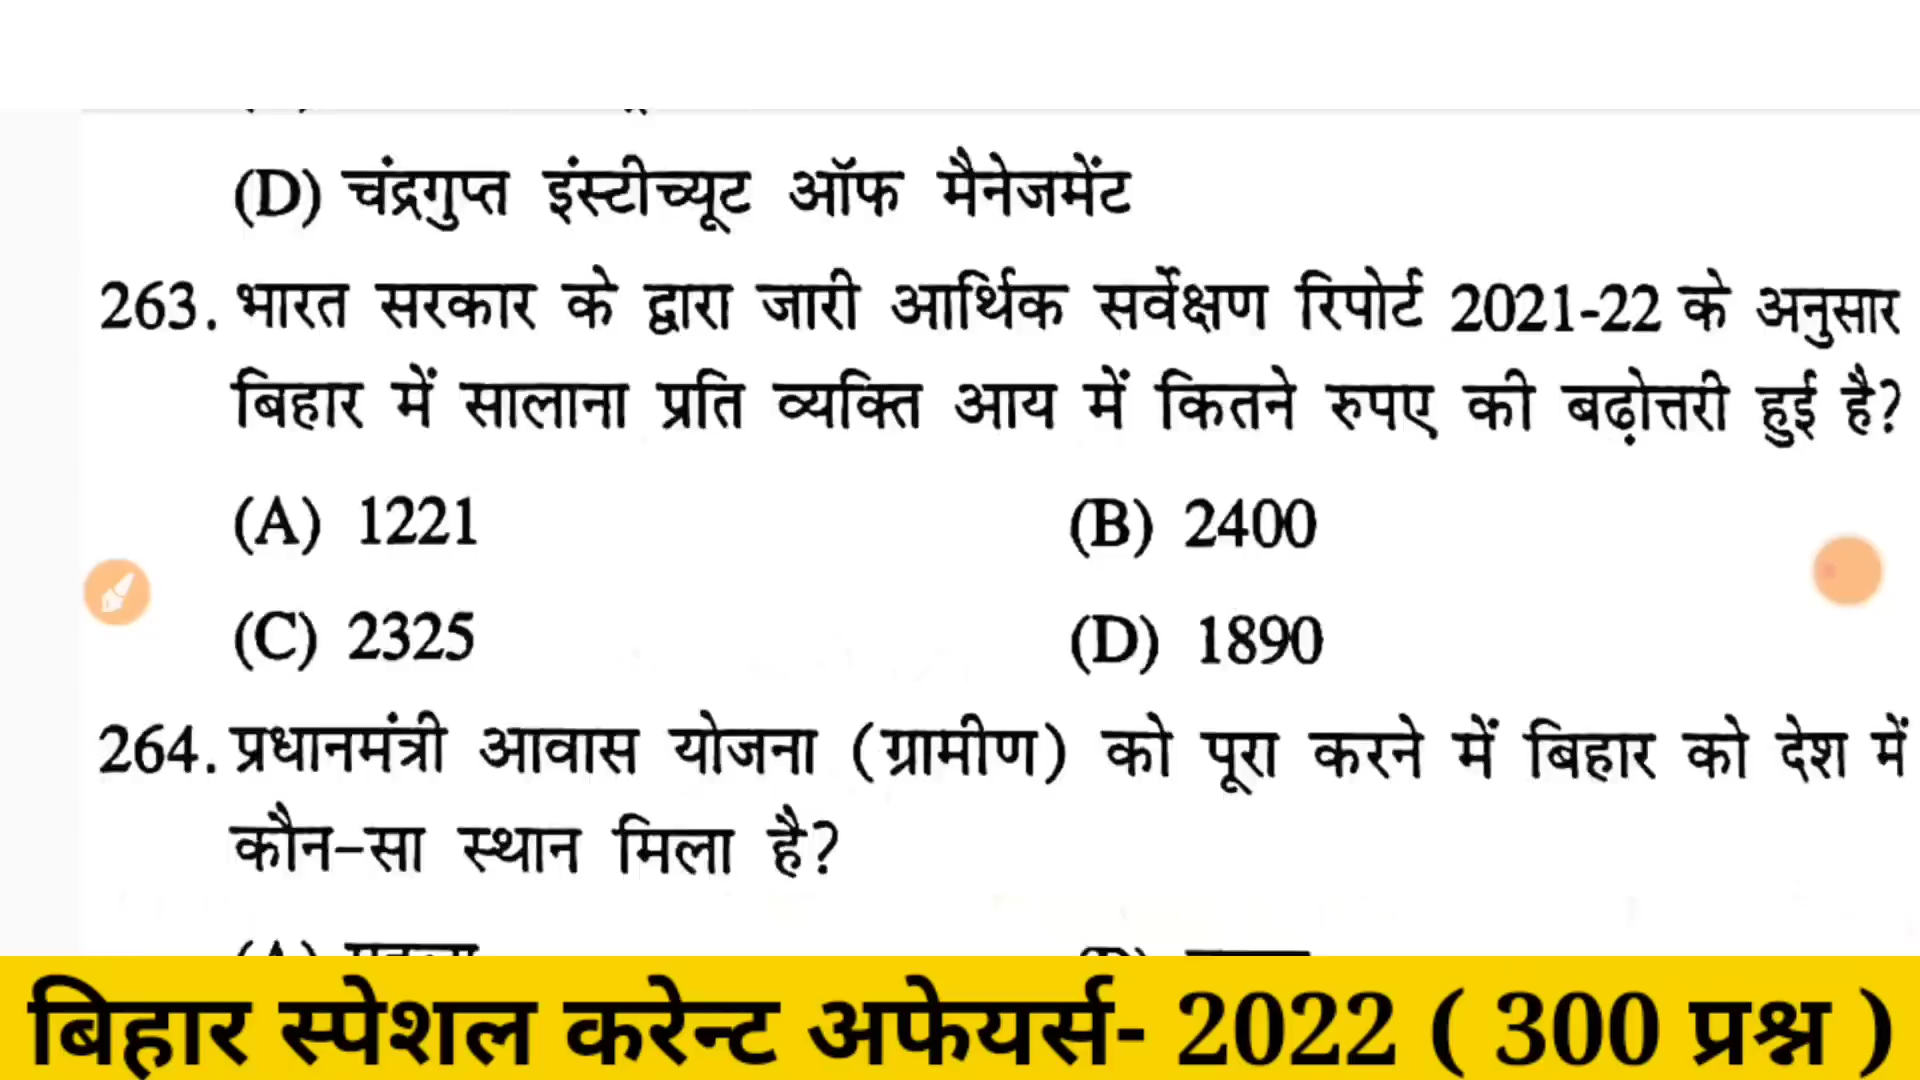 (D) चंद्रगुप्त इंस्टीच्यूट ऑफ मैनेजमेंट
263. भारत सरकार के द्वारा जारी आर्थिक सर्वेक्षण रिपोर्ट 2021-22 के अनुसार
बिहार में सालाना प्रति व्यक्ति आय में कितने रुपए की बढ़ोत्तरी हुई है?
(A) 1221 (B) 2400
(C) 2325 (D) 1890
264. प्रधानमंत्री आवास योजना (ग्रामीण) को पूरा करने में बिहार को देश में
कौन-सा स्थान मिला है?
बिहार स्पेशल करेन्ट अफेयर्स- 2022 ( 300 प्रश्न )